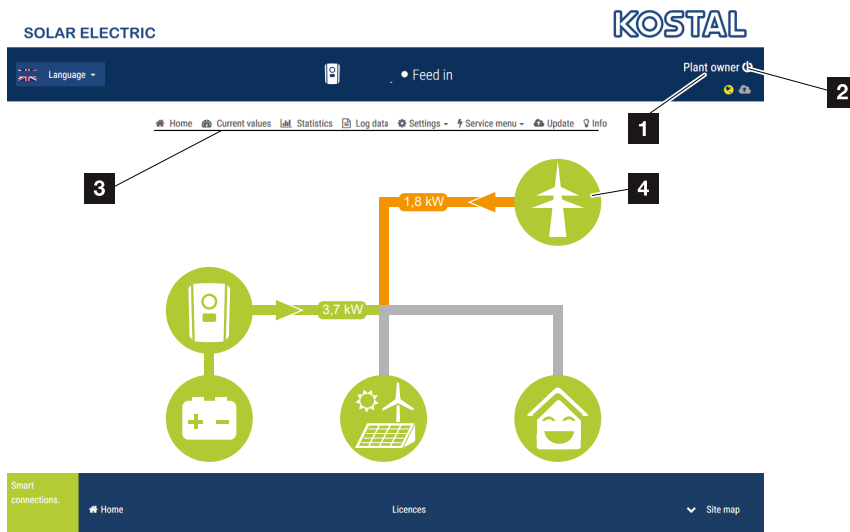 SOLAR ELECTRIC
KOSTAL
Language
Feed in
Plant owner
2
Home Current values Statistics Log data Settings Service menu Update Info
1
3
4
1,8 kW
3,7 kW
+ −
Smart
connections.
Home Licences Site map